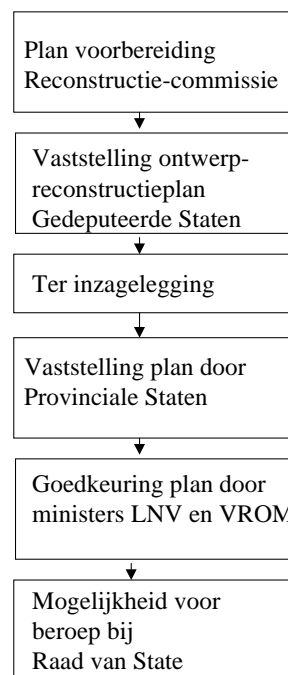 Plan voorbereiding
Reconstructie-commissie
Vaststelling ontwerp-
reconstructieplan
Gedeputeerde Staten
Ter inzagelegging
Vaststelling plan door
Provinciale Staten
Goedkeuring plan door
ministers LNV en VROM
Mogelijkheid voor
beroep bij
Raad van State